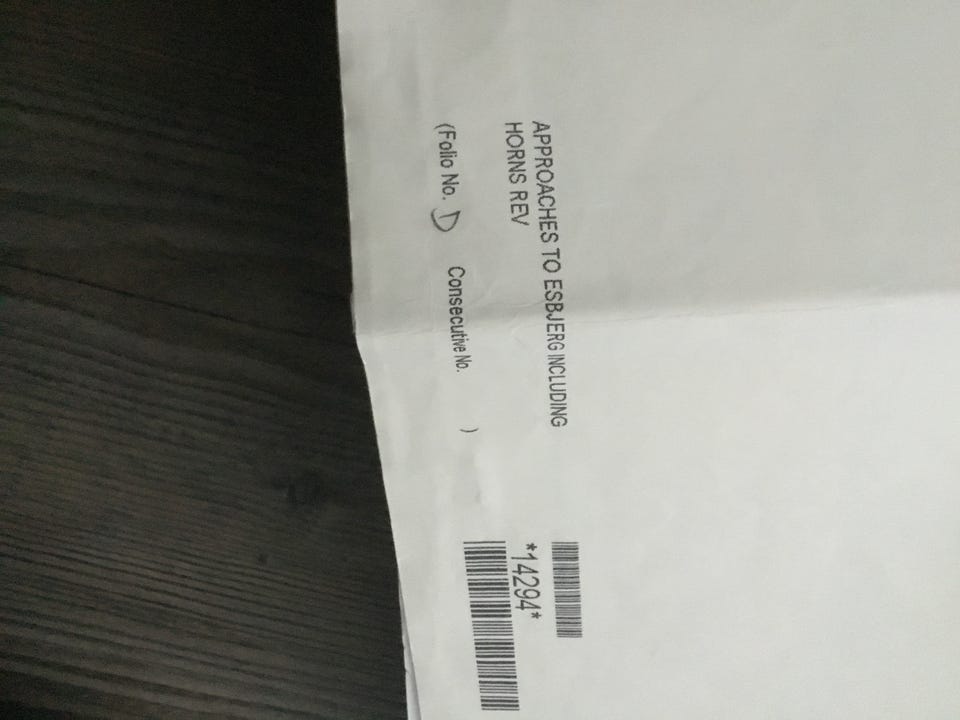 APPROACHES TO ESBJERG INCLUDING
HORNS REV
(Folio No. D Consecutive No. )
*14294*